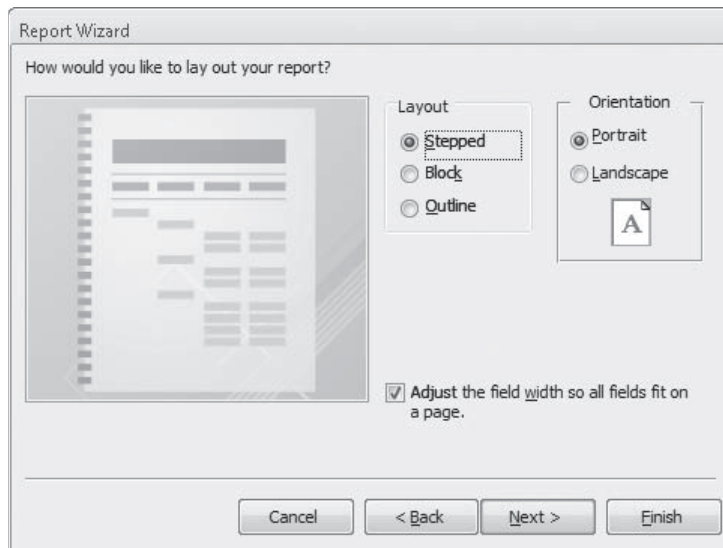 Report Wizard
How would you like to lay out your report?
Layout
Stepped
Block
Outline
Orientation
Portrait
Landscape
A
Adjust the field width so all fields fit on
a page.
Cancel
< Back
Next >
Finish